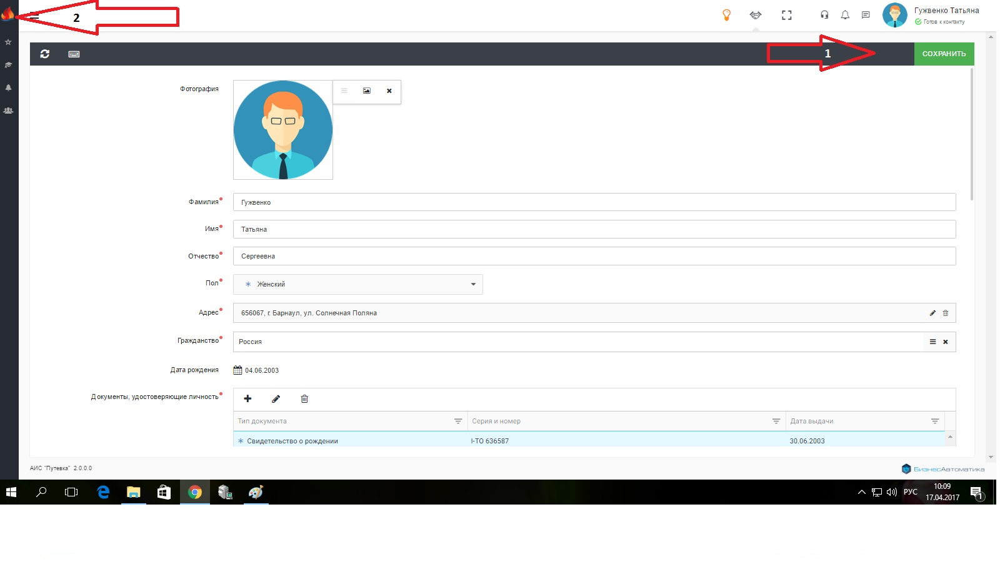 2
Гужвенко Татьяна
Готов к контакту
1
СОХРАНИТЬ
Фотография
Фамилия
Гужвенко
Имя
Татьяна
Отчество
Сергеевна
Пол
Женский
Адрес
656067, г. Барнаул, ул. Солнечная Поляна
Гражданство
Россия
Дата рождения
04.06.2003
Документы, удостоверяющие личность
Тип документа Серия и номер Дата выдачи
Свидетельство о рождении I-ТО 636587 30.06.2003
АИС "Путевка" 2.0.0.0
БизнесАвтоматика
РУС
10:09
17.04.2017
1